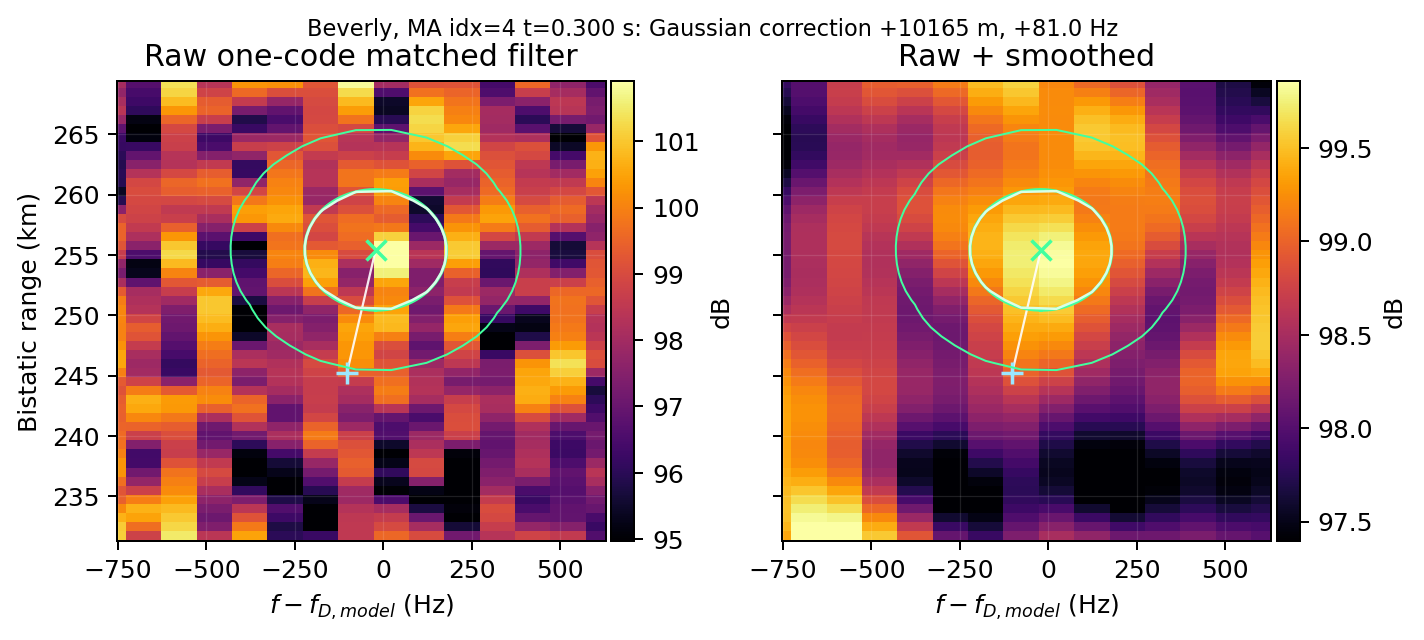 Beverly, MA idx=4 t=0.300 s: Gaussian correction +10165 m, +81.0 Hz
Raw one-code matched filter
Raw + smoothed
Bistatic range (km)
265
260
255
250
245
240
235
−750 −500 −250 0 250 500
f − f_{D, model} (Hz)
101
100
99
98
97
96
95
dB
−750 −500 −250 0 250 500
f − f_{D, model} (Hz)
99.5
99.0
98.5
98.0
97.5
dB